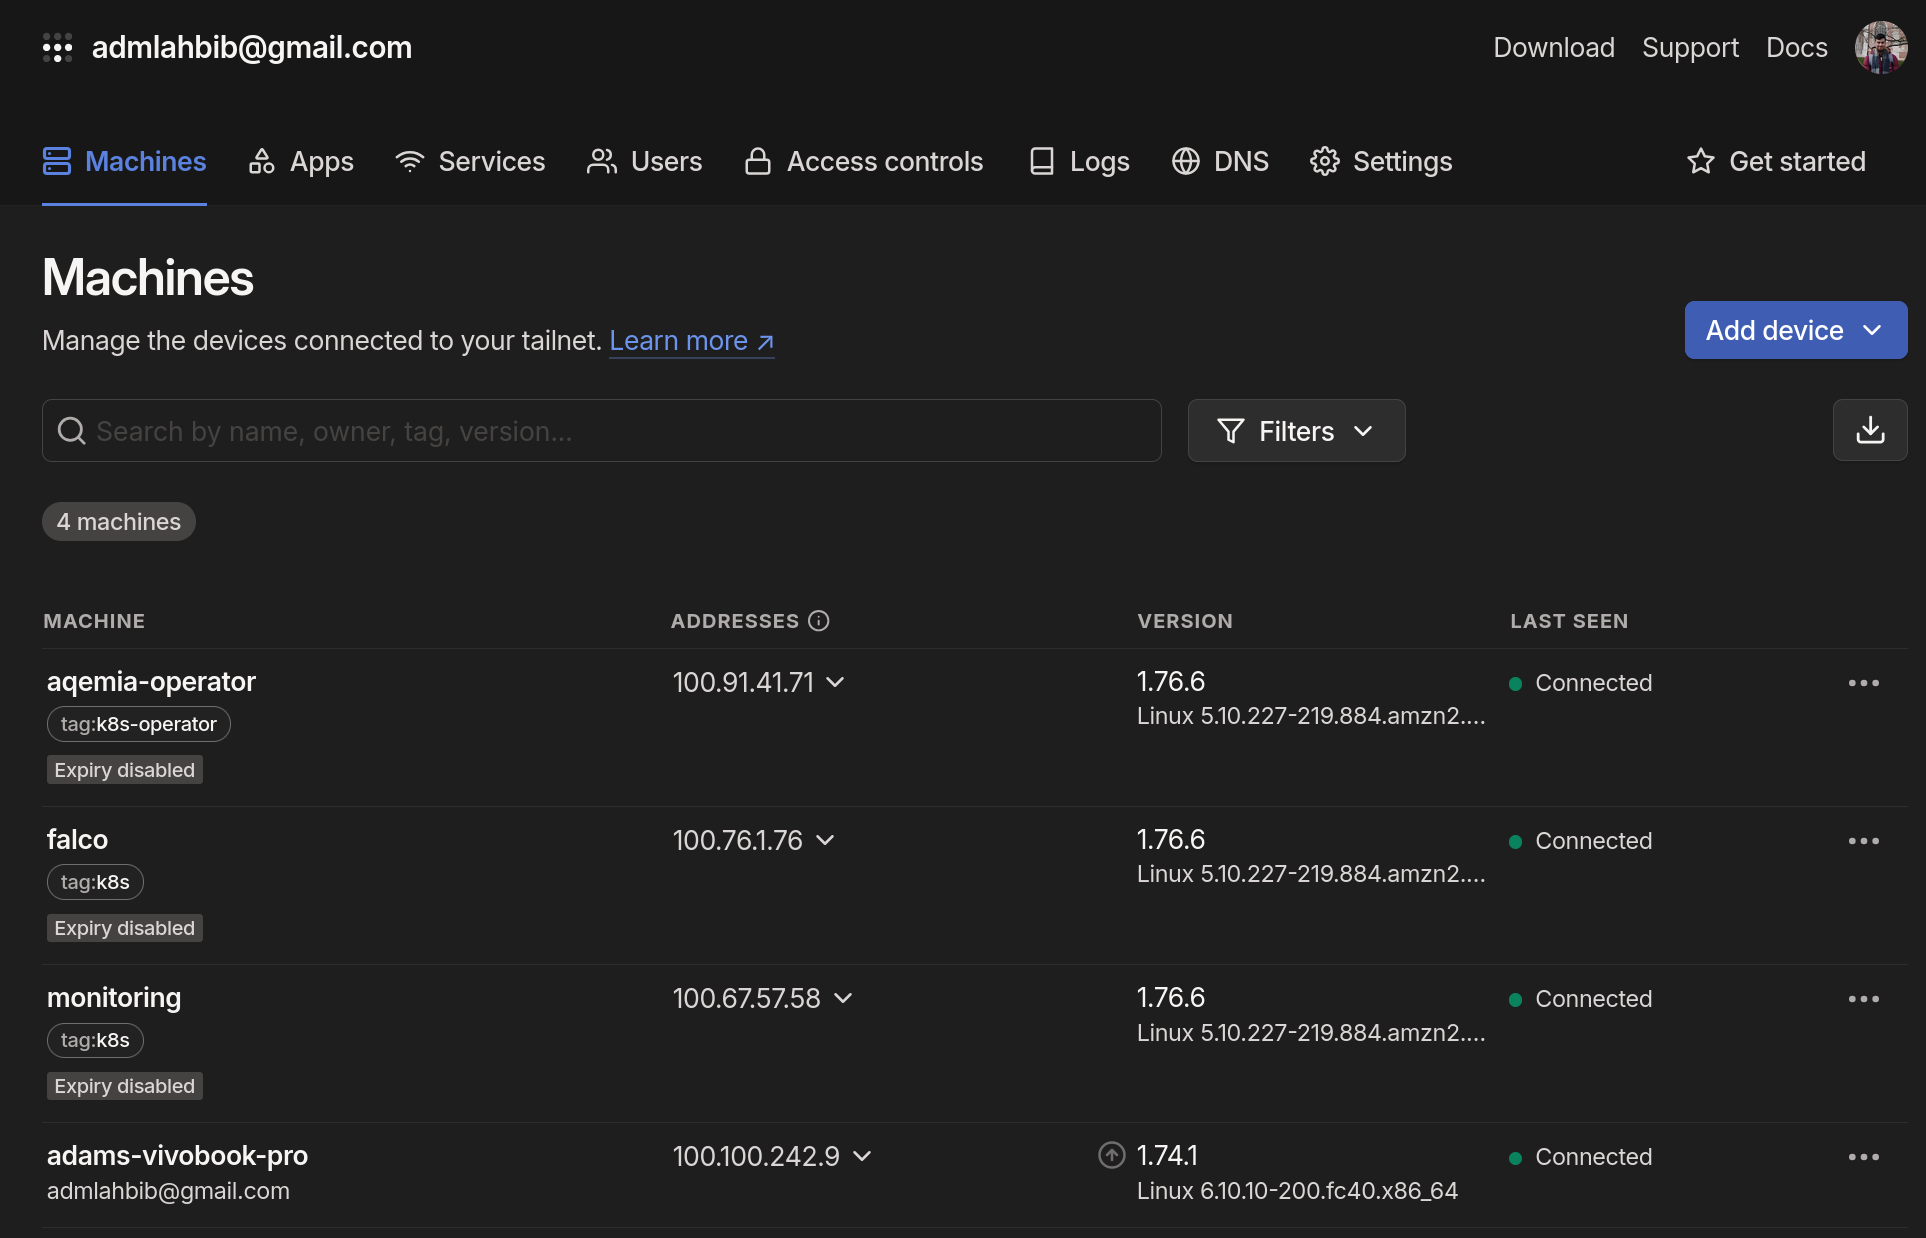 admlahbib@gmail.com
Download Support Docs
Machines Apps Services Users Access controls Logs DNS Settings Get started
Machines
Manage the devices connected to your tailnet. Learn more ↗
Add device
Search by name, owner, tag, version...
Filters
4 machines
MACHINE ADDRESSES VERSION LAST SEEN
aqemia-operator 100.91.41.71 1.76.6 Connected
tag:k8s-operator Linux 5.10.227-219.884.amzn2....
Expiry disabled
falco 100.76.1.76 1.76.6 Connected
tag:k8s Linux 5.10.227-219.884.amzn2....
Expiry disabled
monitoring 100.67.57.58 1.76.6 Connected
tag:k8s Linux 5.10.227-219.884.amzn2....
Expiry disabled
adams-vivobook-pro 100.100.242.9 1.74.1 Connected
admlahbib@gmail.com Linux 6.10.10-200.fc40.x86_64